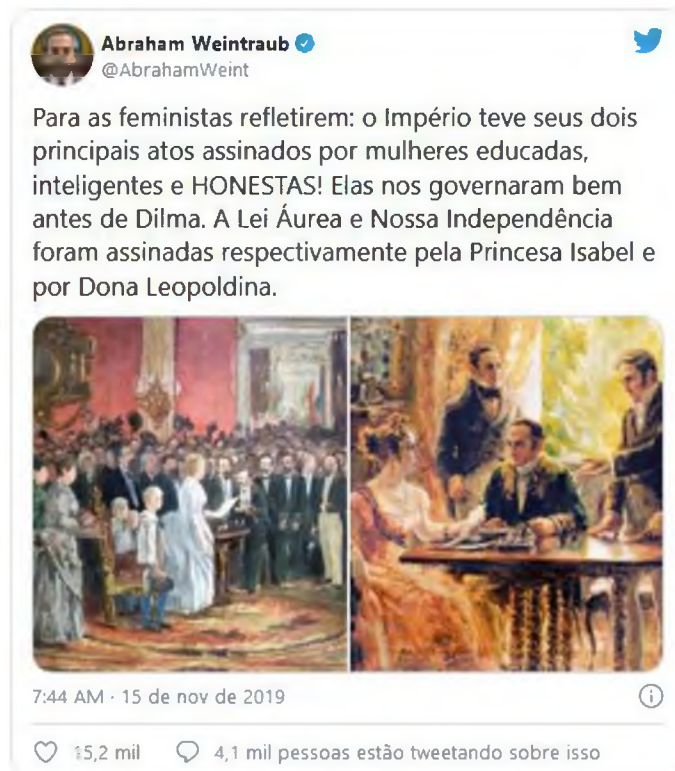 Abraham Weintraub
@AbrahamWeint
Para as feministas refletirem: o Império teve seus dois
principais atos assinados por mulheres educadas,
inteligentes e HONESTAS! Elas nos governaram bem
antes de Dilma. A Lei Áurea e Nossa Independência
foram assinadas respectivamente pela Princesa Isabel e
por Dona Leopoldina.
7:44 AM · 15 de nov de 2019
15,2 mil 4,1 mil pessoas estão tweetando sobre isso